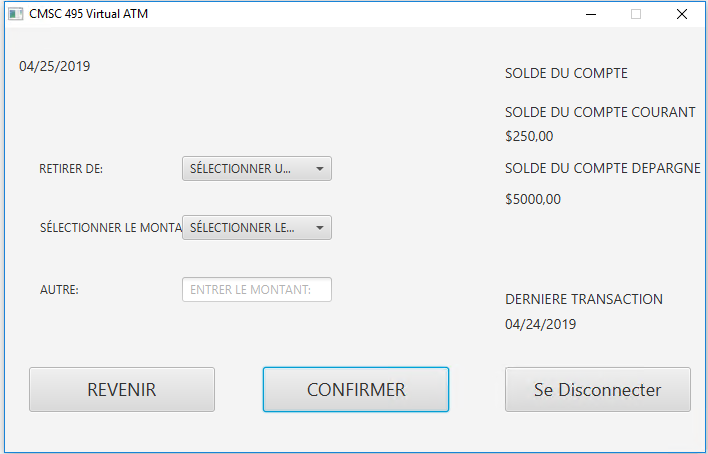 CMSC 495 Virtual ATM
04/25/2019
SOLDE DU COMPTE
SOLDE DU COMPTE COURANT
$250,00
RETIRER DE:
SÉLECTIONNER U...
SOLDE DU COMPTE DEPARGNE
$5000,00
SÉLECTIONNER LE MONTA
SÉLECTIONNER LE...
AUTRE:
ENTRER LE MONTANT:
DERNIERE TRANSACTION
04/24/2019
REVENIR
CONFIRMER
Se Disconnecter